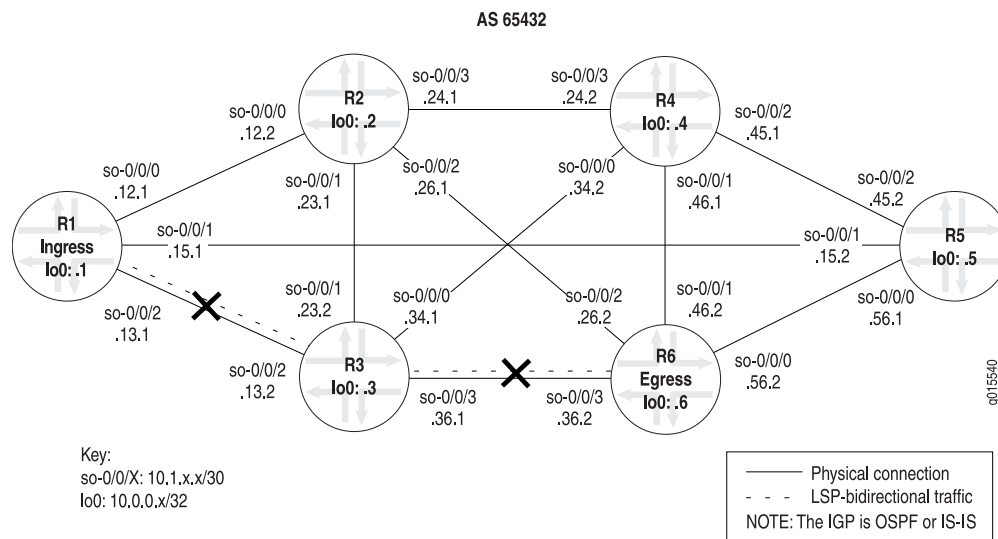 AS 65432
so-0/0/3
.24.1
so-0/0/3
.24.2
R2
lo0: .2
R4
lo0: .4
so-0/0/0
.12.2
so-0/0/2
.45.1
so-0/0/0
.12.1
so-0/0/1
.23.1
so-0/0/2
.26.1
so-0/0/0
.34.2
so-0/0/1
.46.1
so-0/0/2
.45.2
R1
Ingress
lo0: .1
so-0/0/1
.15.1
so-0/0/1
.15.2
R5
lo0: .5
so-0/0/2
.13.1
so-0/0/1
.23.2
so-0/0/0
.34.1
so-0/0/2
.26.2
so-0/0/1
.46.2
so-0/0/0
.56.1
so-0/0/2
.13.2
R3
lo0: .3
R6
Egress
lo0: .6
so-0/0/0
.56.2
so-0/0/3
.36.1
so-0/0/3
.36.2
g015540
Key:
so-0/0/X: 10.1.x.x/30
lo0: 10.0.0.x/32
Physical connection
LSP-bidirectional traffic
NOTE: The IGP is OSPF or IS-IS